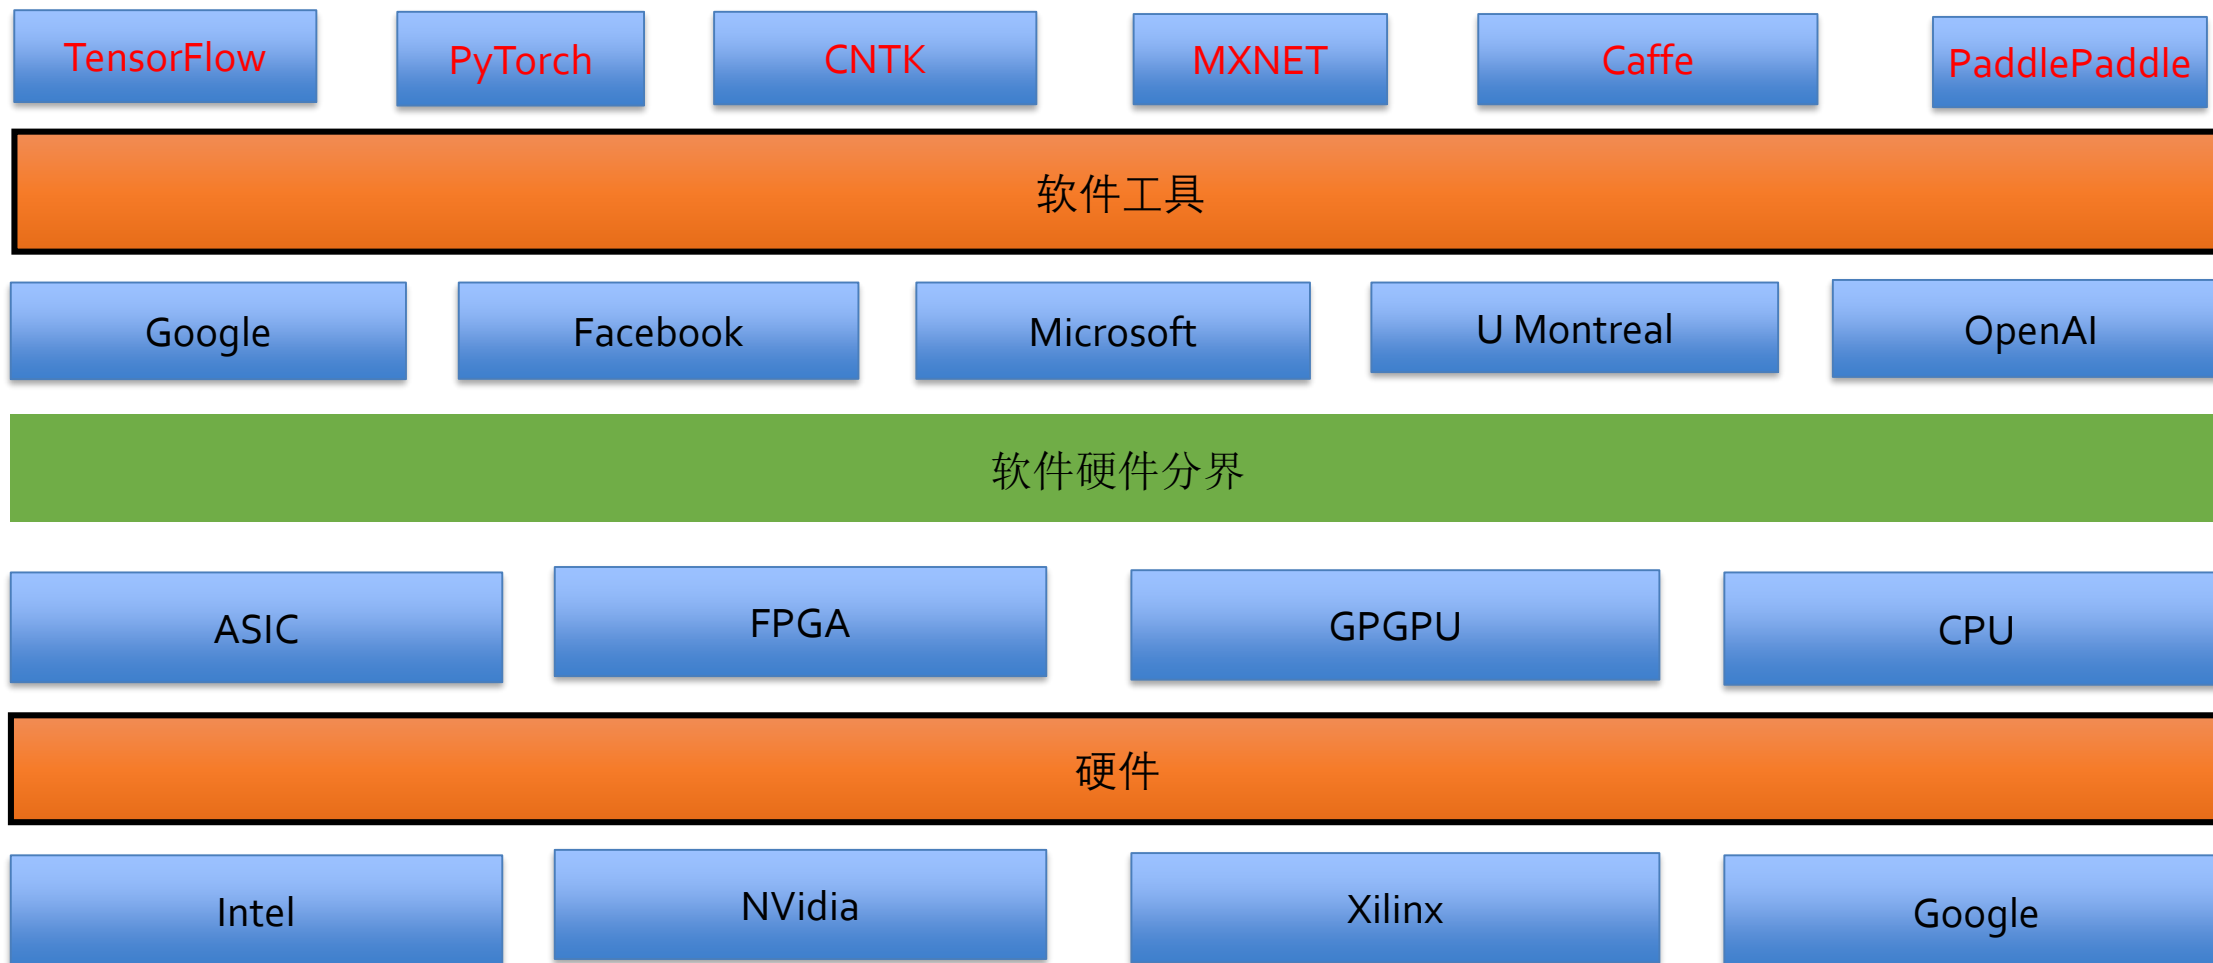 TensorFlow
PyTorch
CNTK
MXNET
Caffe
PaddlePaddle
软件工具
Google
Facebook
Microsoft
U Montreal
OpenAI
软件硬件分界
ASIC
FPGA
GPGPU
CPU
硬件
Intel
NVidia
Xilinx
Google